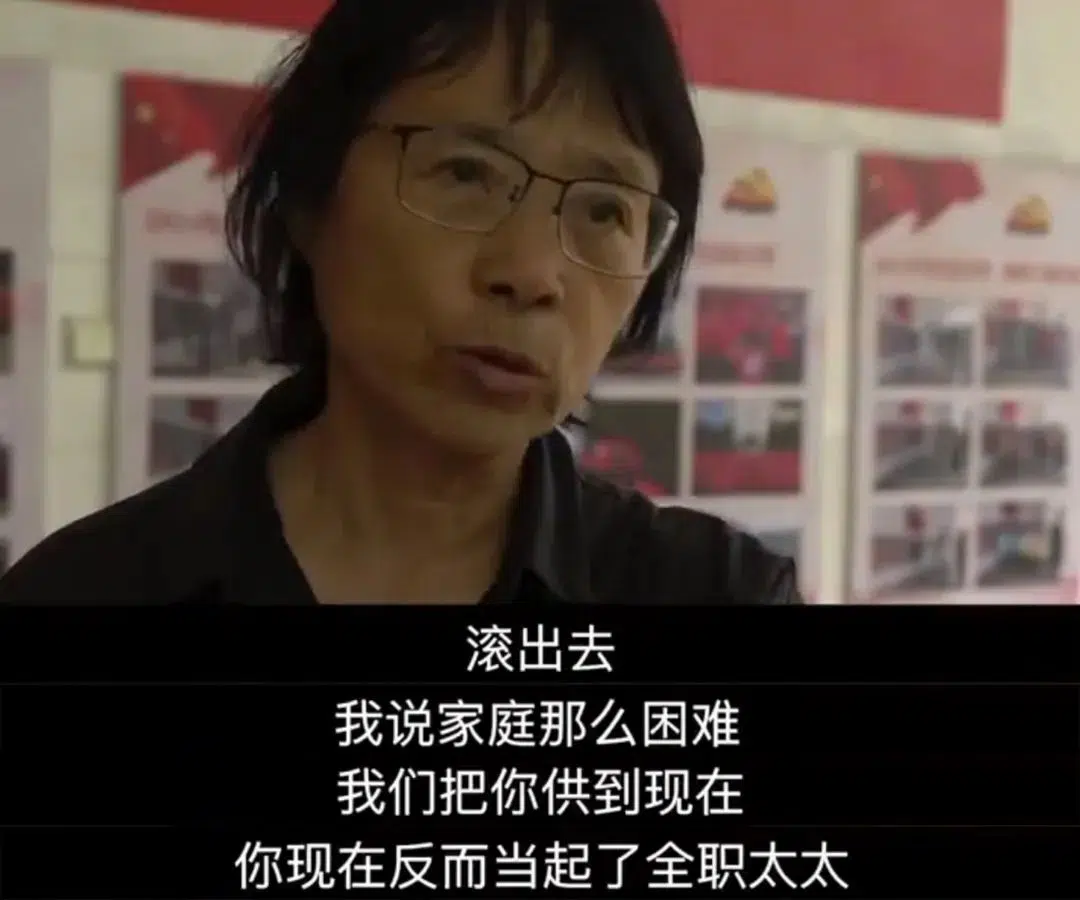 滚出去
我说家庭那么困难
我们把你供到现在
你现在反而当起了全职太太